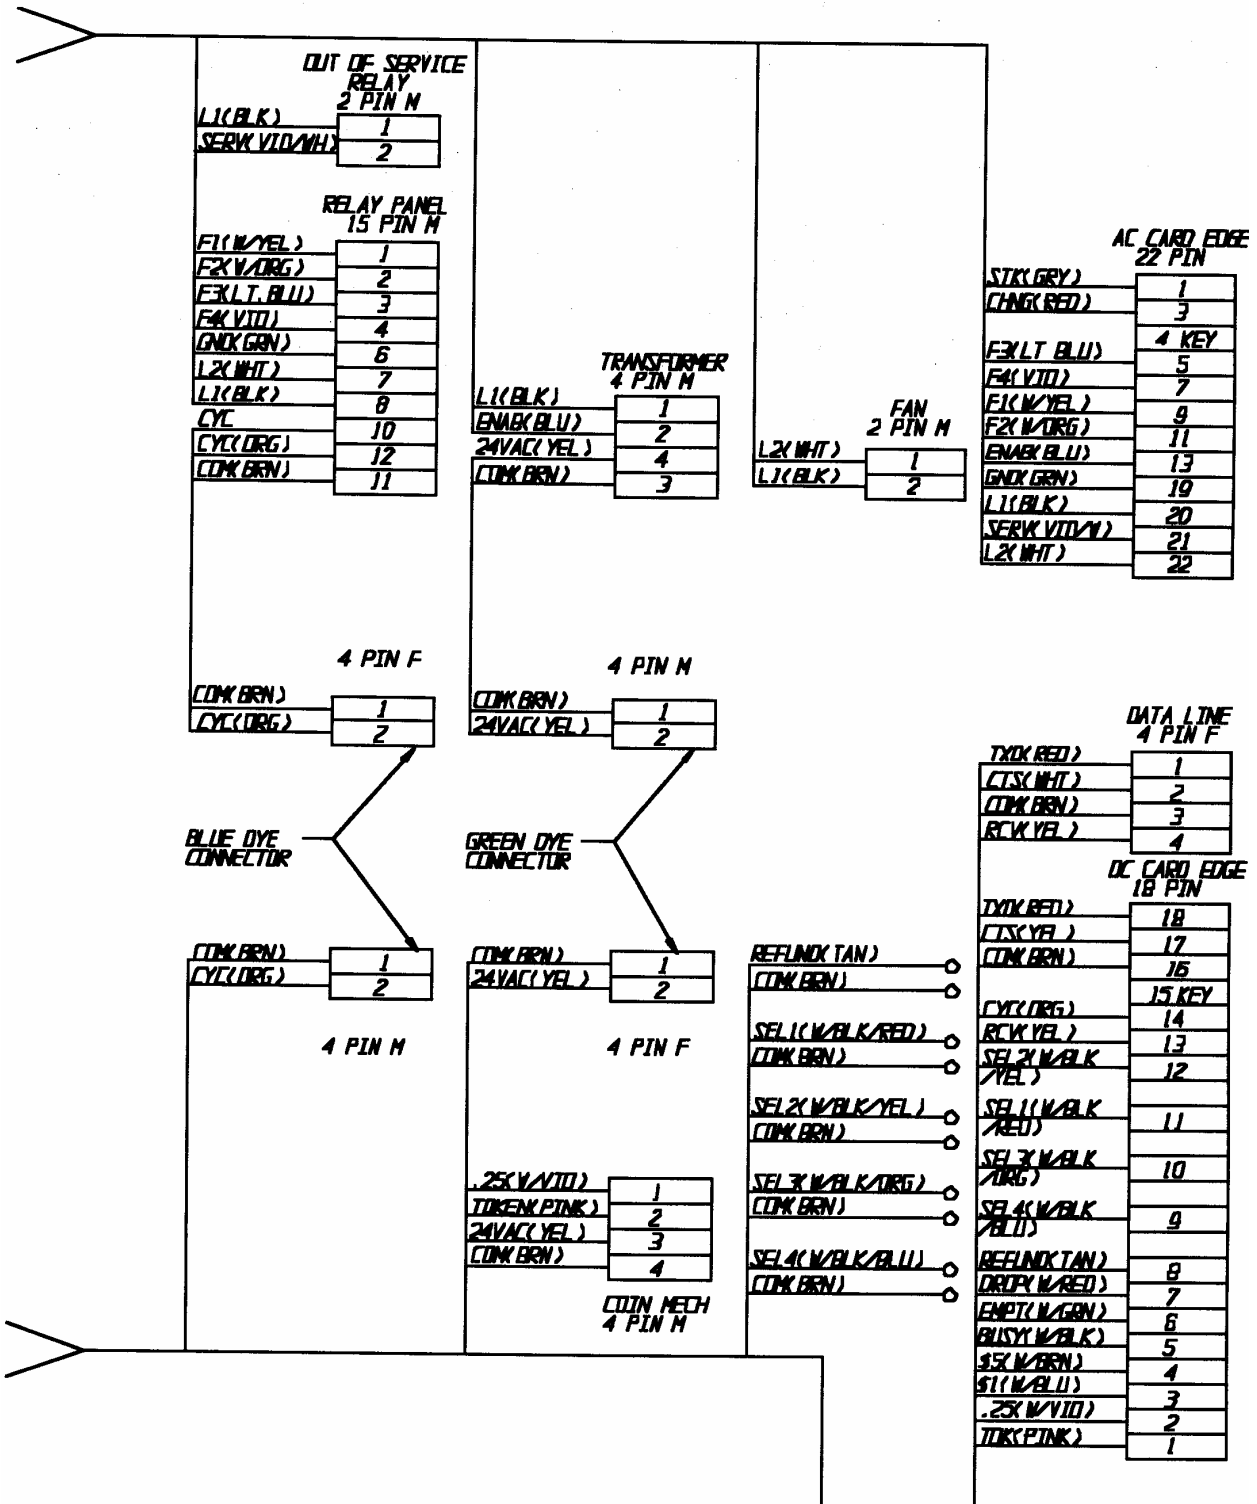 OUT OF SERVICE
RELAY
2 PIN M
L1(BLK) 1
SERV(VIO/WH) 2
RELAY PANEL
15 PIN M
F1(W/YEL) 1
F2(W/ORG) 2
F3(LT.BLU) 3
F4(VIO) 4
GND(GRN) 6
L2(WHT) 7
L1(BLK) 8
CYC 10
CYC(ORG) 12
COM(BRN) 11
4 PIN F
COM(BRN) 1
CYC(ORG) 2
BLUE DYE
CONNECTOR
COM(BRN) 1
CYC(ORG) 2
4 PIN M
TRANSFORMER
4 PIN M
L1(BLK) 1
ENAB(BLU) 2
24VAC(YEL) 4
COM(BRN) 3
4 PIN M
COM(BRN) 1
24VAC(YEL) 2
GREEN DYE
CONNECTOR
COM(BRN) 1
24VAC(YEL) 2
4 PIN F
.25(W/VIO) 1
TOKEN(PINK) 2
24VAC(YEL) 3
COM(BRN) 4
COIN MECH
4 PIN M
FAN
2 PIN M
L2(WHT) 1
L1(BLK) 2
REFUND(TAN)
COM(BRN)
SEL1(W/BLK/RED)
COM(BRN)
SEL2(W/BLK/YEL)
COM(BRN)
SEL3(W/BLK/ORG)
COM(BRN)
SEL4(W/BLK/BLU)
COM(BRN)
AC CARD EDGE
22 PIN
STK(GRY) 1
CHNG(RED) 3
4 KEY
F3(LT BLU) 5
F4(VIO) 7
F1(W/YEL) 9
F2(W/ORG) 11
ENAB(BLU) 13
GND(GRN) 19
L1(BLK) 20
SERV(VIO/W) 21
L2(WHT) 22
DATA LINE
4 PIN F
TXD(RED) 1
CTS(WHT) 2
COM(BRN) 3
RCV(YEL) 4
DC CARD EDGE
18 PIN
TXD(RED) 18
CTS(YEL) 17
COM(BRN) 16
15 KEY
CYC(ORG) 14
RCV(YEL) 13
SEL2(W/BLK
/YEL) 12
SEL1(W/BLK
/RED) 11
SEL3(W/BLK
/ORG) 10
SEL4(W/BLK
/BLU) 9
REFUND(TAN) 8
DROP(W/RED) 7
EMPT(W/GRN) 6
BUSY(W/BLK) 5
$5(W/BRN) 4
$1(W/BLU) 3
.25(W/VIO) 2
TOK(PINK) 1